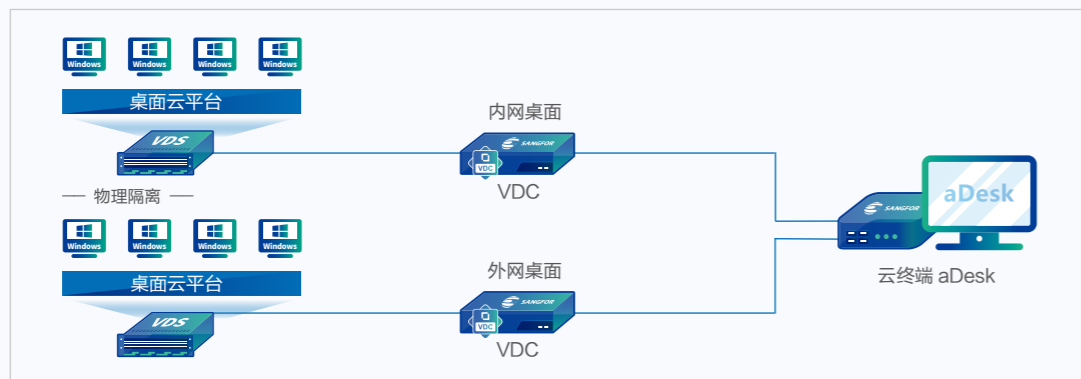 Windows
Windows
Windows
Windows
桌面云平台
VDS
内网桌面
SANGFOR
VDC
VDC
物理隔离
Windows
Windows
Windows
Windows
桌面云平台
VDS
外网桌面
SANGFOR
VDC
VDC
SANGFOR
aDesk
云终端 aDesk